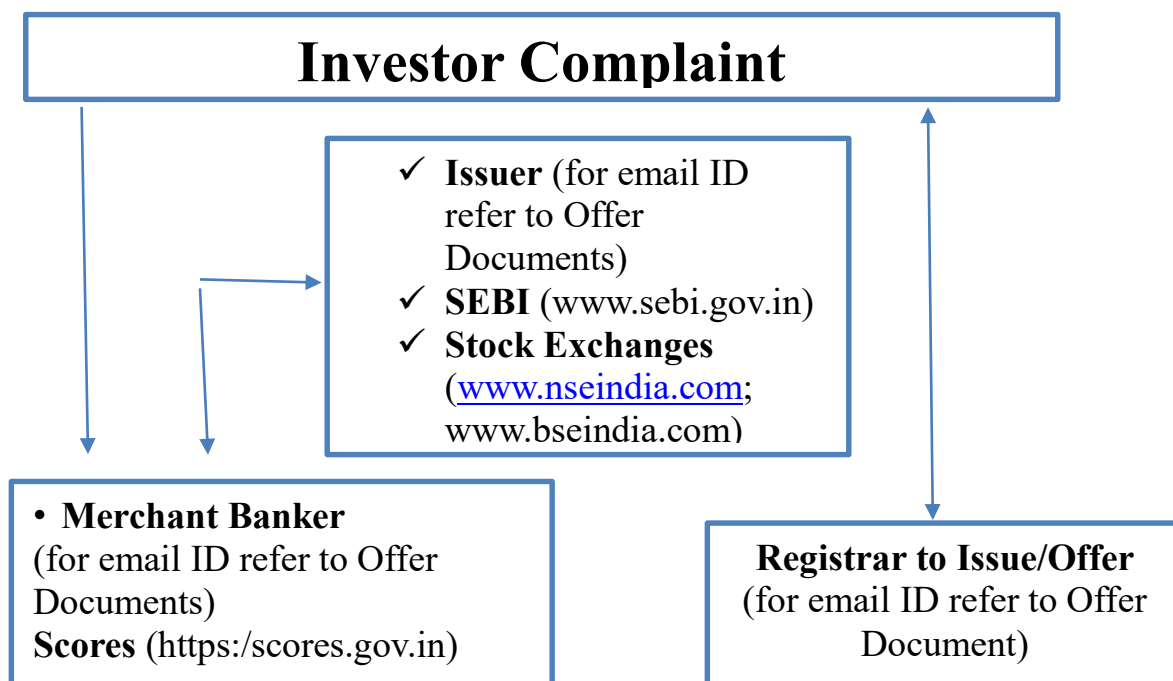 Investor Complaint
✓ Issuer (for email ID
refer to Offer
Documents)
✓ SEBI (www.sebi.gov.in)
✓ Stock Exchanges
(www.nseindia.com;
www.bseindia.com)
• Merchant Banker
(for email ID refer to Offer
Documents)
Scores (https:/scores.gov.in)
Registrar to Issue/Offer
(for email ID refer to Offer
Document)